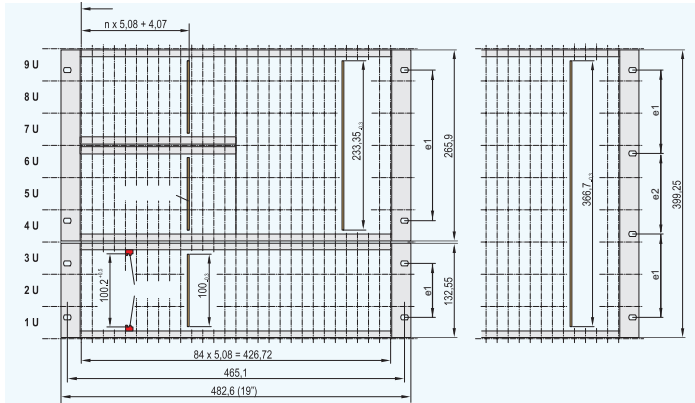 n x 5,08 + 4,07
9 U
8 U
7 U
6 U
5 U
4 U
3 U
2 U
1 U
233,35
e1
265,9
366,7
e1
e2
e1
399,25
100,2
100
e1
132,55
84 x 5,08 = 426,72
465,1
482,6 (19")